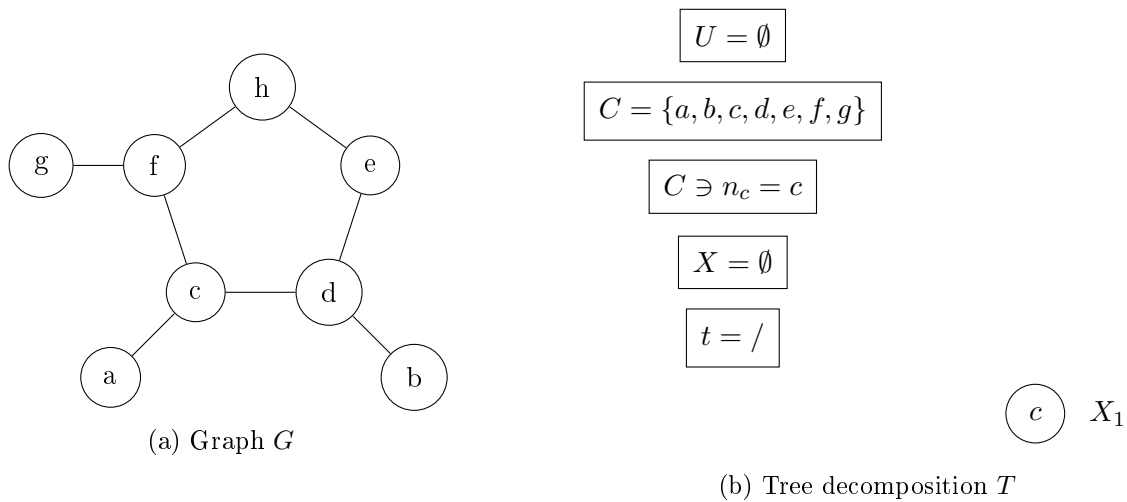 h
g
f
e
c
d
a
b
(a) Graph G
U = ∅
C = {a, b, c, d, e, f, g}
C ∋ n_c = c
X = ∅
t = /
c X_1
(b) Tree decomposition T